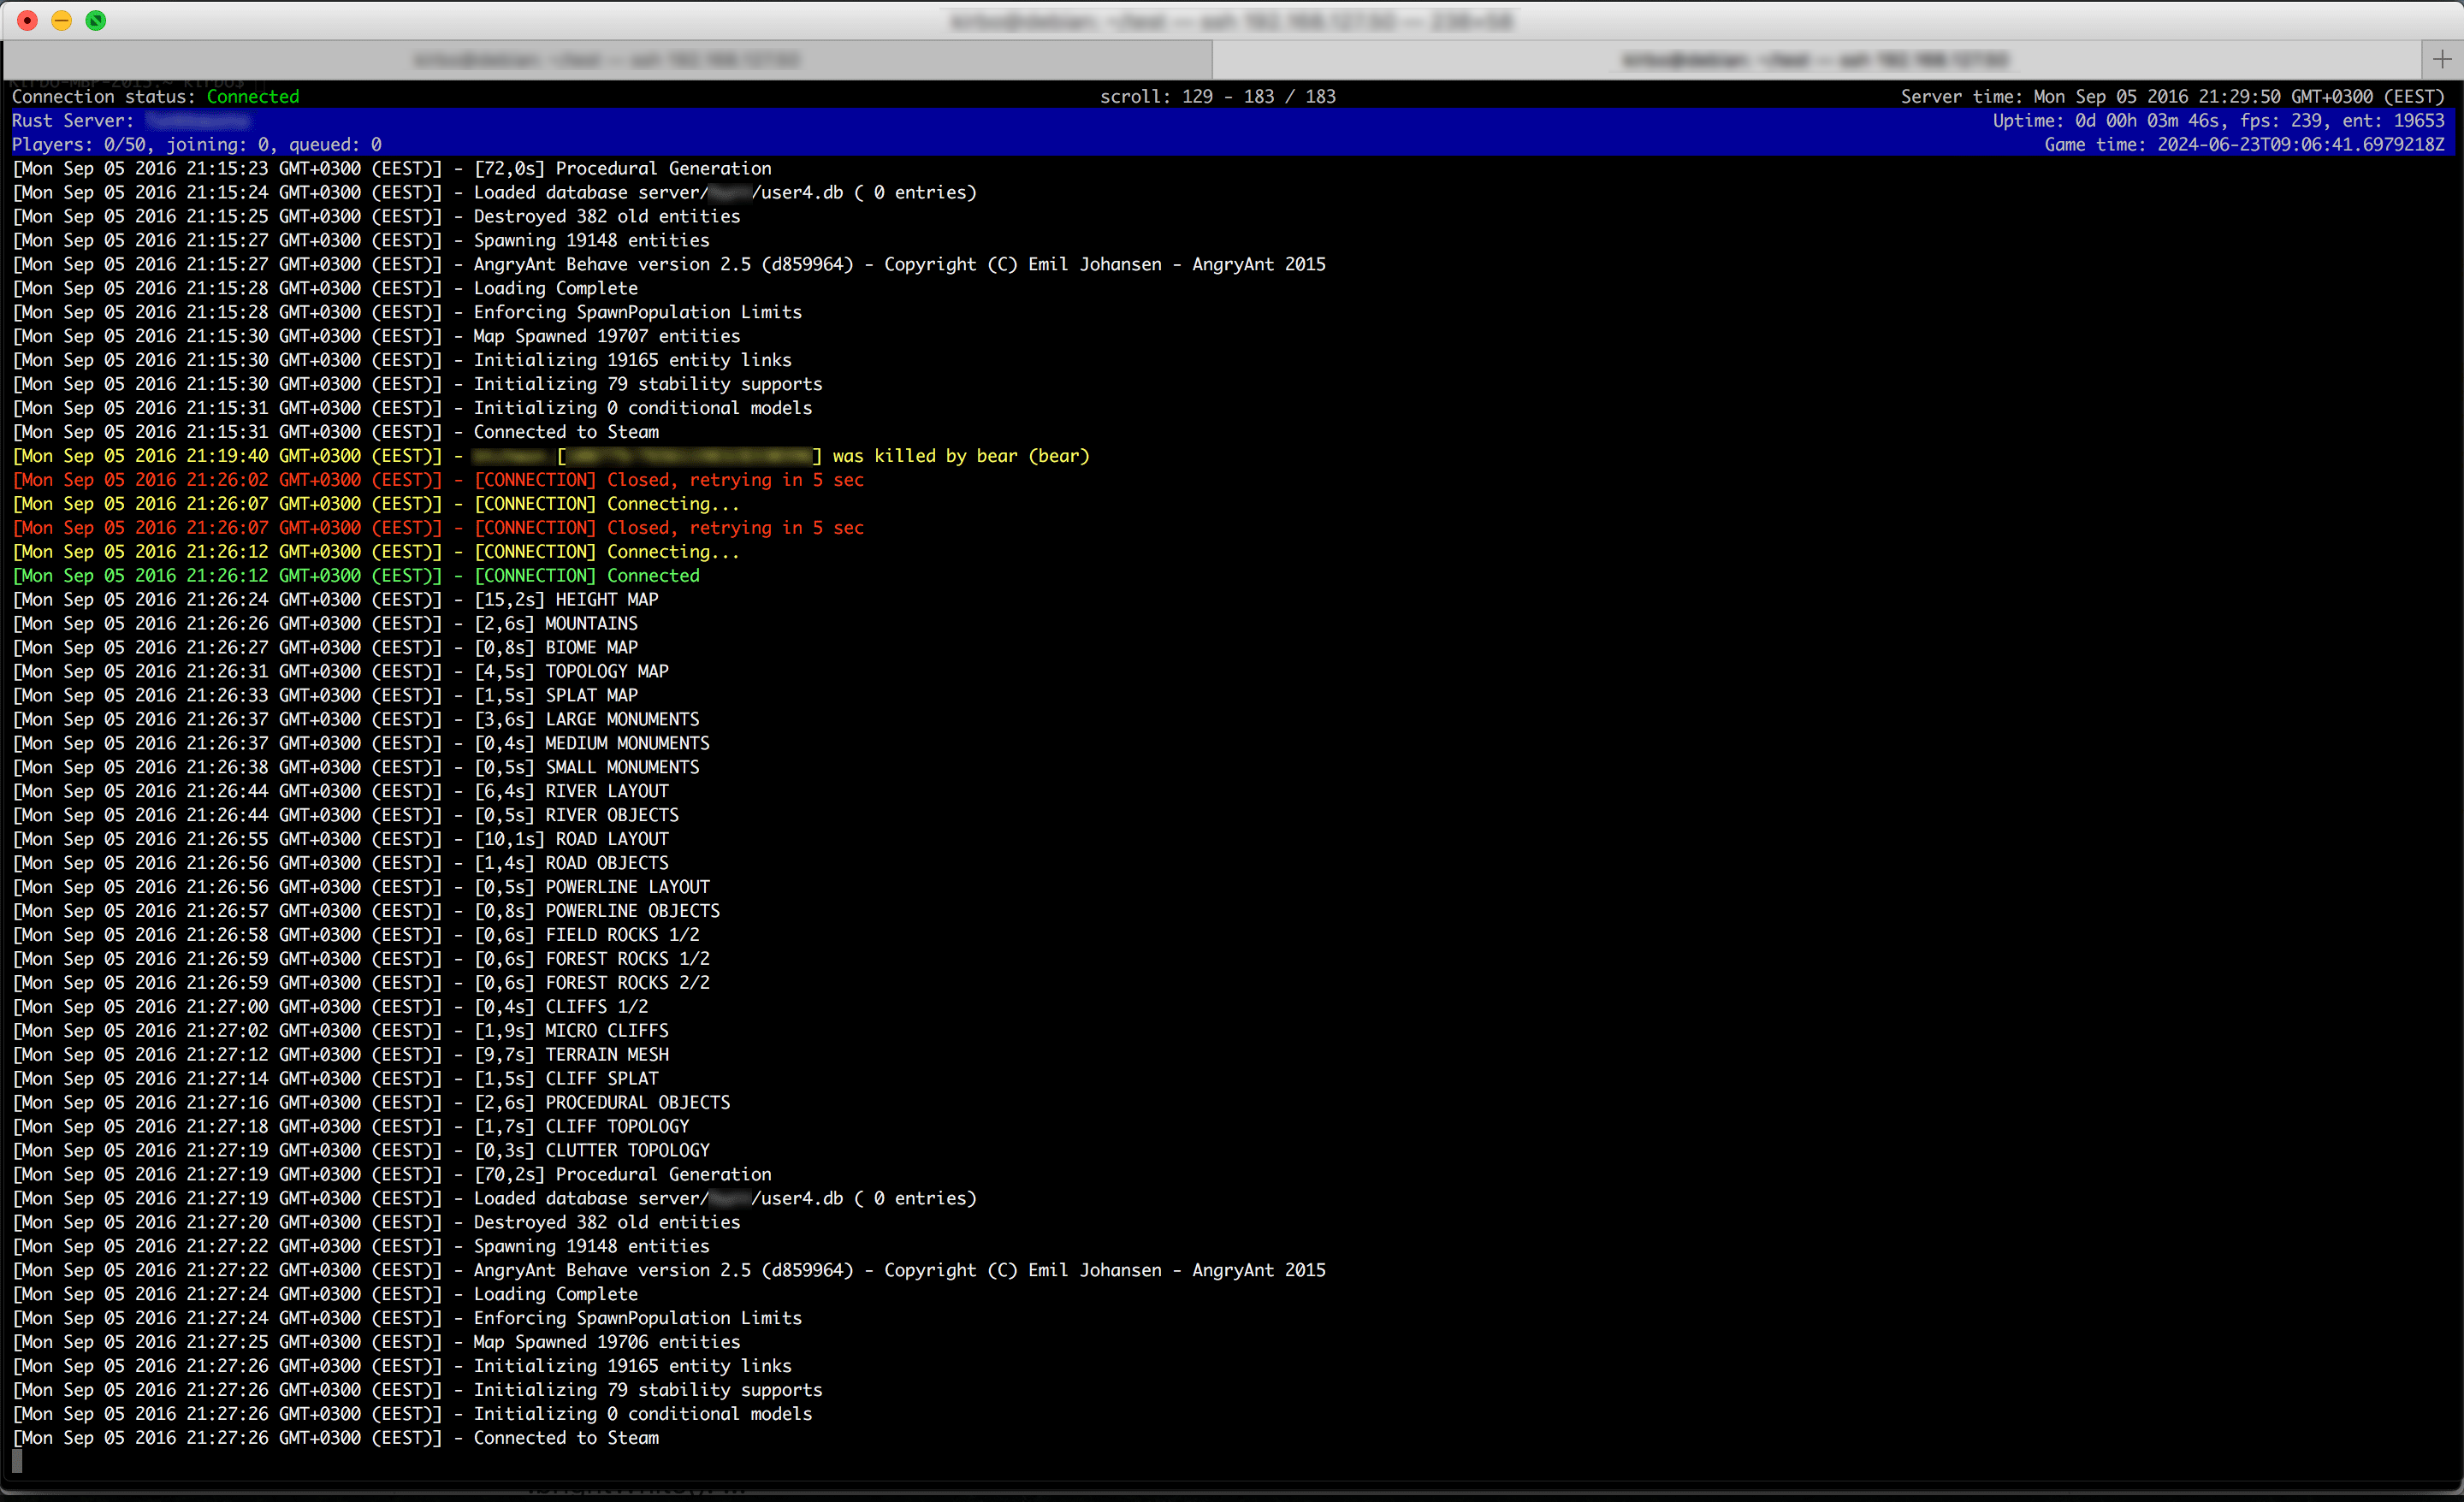 Connection status: Connected scroll: 129 - 183 / 183 Server time: Mon Sep 05 2016 21:29:50 GMT+0300 (EEST)
Rust Server: Uptime: 0d 00h 03m 46s, fps: 239, ent: 19653
Players: 0/50, joining: 0, queued: 0 Game time: 2024-06-23T09:06:41.6979218Z
[Mon Sep 05 2016 21:15:23 GMT+0300 (EEST)] - [72,0s] Procedural Generation
[Mon Sep 05 2016 21:15:24 GMT+0300 (EEST)] - Loaded database server/ /user4.db ( 0 entries)
[Mon Sep 05 2016 21:15:25 GMT+0300 (EEST)] - Destroyed 382 old entities
[Mon Sep 05 2016 21:15:27 GMT+0300 (EEST)] - Spawning 19148 entities
[Mon Sep 05 2016 21:15:27 GMT+0300 (EEST)] - AngryAnt Behave version 2.5 (d859964) - Copyright (C) Emil Johansen - AngryAnt 2015
[Mon Sep 05 2016 21:15:28 GMT+0300 (EEST)] - Loading Complete
[Mon Sep 05 2016 21:15:28 GMT+0300 (EEST)] - Enforcing SpawnPopulation Limits
[Mon Sep 05 2016 21:15:30 GMT+0300 (EEST)] - Map Spawned 19707 entities
[Mon Sep 05 2016 21:15:30 GMT+0300 (EEST)] - Initializing 19165 entity links
[Mon Sep 05 2016 21:15:30 GMT+0300 (EEST)] - Initializing 79 stability supports
[Mon Sep 05 2016 21:15:31 GMT+0300 (EEST)] - Initializing 0 conditional models
[Mon Sep 05 2016 21:15:31 GMT+0300 (EEST)] - Connected to Steam
[Mon Sep 05 2016 21:19:40 GMT+0300 (EEST)] - [ ] was killed by bear (bear)
[Mon Sep 05 2016 21:26:02 GMT+0300 (EEST)] - [CONNECTION] Closed, retrying in 5 sec
[Mon Sep 05 2016 21:26:07 GMT+0300 (EEST)] - [CONNECTION] Connecting...
[Mon Sep 05 2016 21:26:07 GMT+0300 (EEST)] - [CONNECTION] Closed, retrying in 5 sec
[Mon Sep 05 2016 21:26:12 GMT+0300 (EEST)] - [CONNECTION] Connecting...
[Mon Sep 05 2016 21:26:12 GMT+0300 (EEST)] - [CONNECTION] Connected
[Mon Sep 05 2016 21:26:24 GMT+0300 (EEST)] - [15,2s] HEIGHT MAP
[Mon Sep 05 2016 21:26:26 GMT+0300 (EEST)] - [2,6s] MOUNTAINS
[Mon Sep 05 2016 21:26:27 GMT+0300 (EEST)] - [0,8s] BIOME MAP
[Mon Sep 05 2016 21:26:31 GMT+0300 (EEST)] - [4,5s] TOPOLOGY MAP
[Mon Sep 05 2016 21:26:33 GMT+0300 (EEST)] - [1,5s] SPLAT MAP
[Mon Sep 05 2016 21:26:37 GMT+0300 (EEST)] - [3,6s] LARGE MONUMENTS
[Mon Sep 05 2016 21:26:37 GMT+0300 (EEST)] - [0,4s] MEDIUM MONUMENTS
[Mon Sep 05 2016 21:26:38 GMT+0300 (EEST)] - [0,5s] SMALL MONUMENTS
[Mon Sep 05 2016 21:26:44 GMT+0300 (EEST)] - [6,4s] RIVER LAYOUT
[Mon Sep 05 2016 21:26:44 GMT+0300 (EEST)] - [0,5s] RIVER OBJECTS
[Mon Sep 05 2016 21:26:55 GMT+0300 (EEST)] - [10,1s] ROAD LAYOUT
[Mon Sep 05 2016 21:26:56 GMT+0300 (EEST)] - [1,4s] ROAD OBJECTS
[Mon Sep 05 2016 21:26:56 GMT+0300 (EEST)] - [0,5s] POWERLINE LAYOUT
[Mon Sep 05 2016 21:26:57 GMT+0300 (EEST)] - [0,8s] POWERLINE OBJECTS
[Mon Sep 05 2016 21:26:58 GMT+0300 (EEST)] - [0,6s] FIELD ROCKS 1/2
[Mon Sep 05 2016 21:26:59 GMT+0300 (EEST)] - [0,6s] FOREST ROCKS 1/2
[Mon Sep 05 2016 21:26:59 GMT+0300 (EEST)] - [0,6s] FOREST ROCKS 2/2
[Mon Sep 05 2016 21:27:00 GMT+0300 (EEST)] - [0,4s] CLIFFS 1/2
[Mon Sep 05 2016 21:27:02 GMT+0300 (EEST)] - [1,9s] MICRO CLIFFS
[Mon Sep 05 2016 21:27:12 GMT+0300 (EEST)] - [9,7s] TERRAIN MESH
[Mon Sep 05 2016 21:27:14 GMT+0300 (EEST)] - [1,5s] CLIFF SPLAT
[Mon Sep 05 2016 21:27:16 GMT+0300 (EEST)] - [2,6s] PROCEDURAL OBJECTS
[Mon Sep 05 2016 21:27:18 GMT+0300 (EEST)] - [1,7s] CLIFF TOPOLOGY
[Mon Sep 05 2016 21:27:19 GMT+0300 (EEST)] - [0,3s] CLUTTER TOPOLOGY
[Mon Sep 05 2016 21:27:19 GMT+0300 (EEST)] - [70,2s] Procedural Generation
[Mon Sep 05 2016 21:27:19 GMT+0300 (EEST)] - Loaded database server/ /user4.db ( 0 entries)
[Mon Sep 05 2016 21:27:20 GMT+0300 (EEST)] - Destroyed 382 old entities
[Mon Sep 05 2016 21:27:22 GMT+0300 (EEST)] - Spawning 19148 entities
[Mon Sep 05 2016 21:27:22 GMT+0300 (EEST)] - AngryAnt Behave version 2.5 (d859964) - Copyright (C) Emil Johansen - AngryAnt 2015
[Mon Sep 05 2016 21:27:24 GMT+0300 (EEST)] - Loading Complete
[Mon Sep 05 2016 21:27:24 GMT+0300 (EEST)] - Enforcing SpawnPopulation Limits
[Mon Sep 05 2016 21:27:25 GMT+0300 (EEST)] - Map Spawned 19706 entities
[Mon Sep 05 2016 21:27:26 GMT+0300 (EEST)] - Initializing 19165 entity links
[Mon Sep 05 2016 21:27:26 GMT+0300 (EEST)] - Initializing 79 stability supports
[Mon Sep 05 2016 21:27:26 GMT+0300 (EEST)] - Initializing 0 conditional models
[Mon Sep 05 2016 21:27:26 GMT+0300 (EEST)] - Connected to Steam